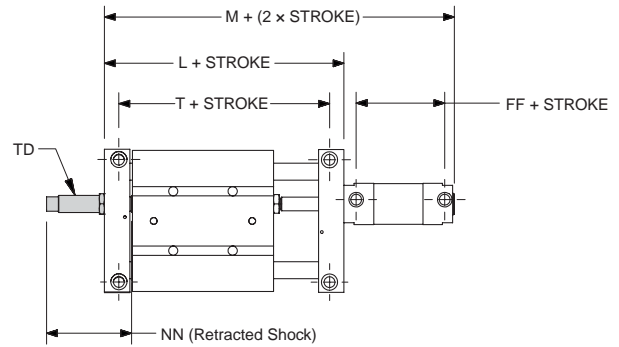 M + (2 × STROKE)
L + STROKE
T + STROKE
FF + STROKE
TD
NN (Retracted Shock)